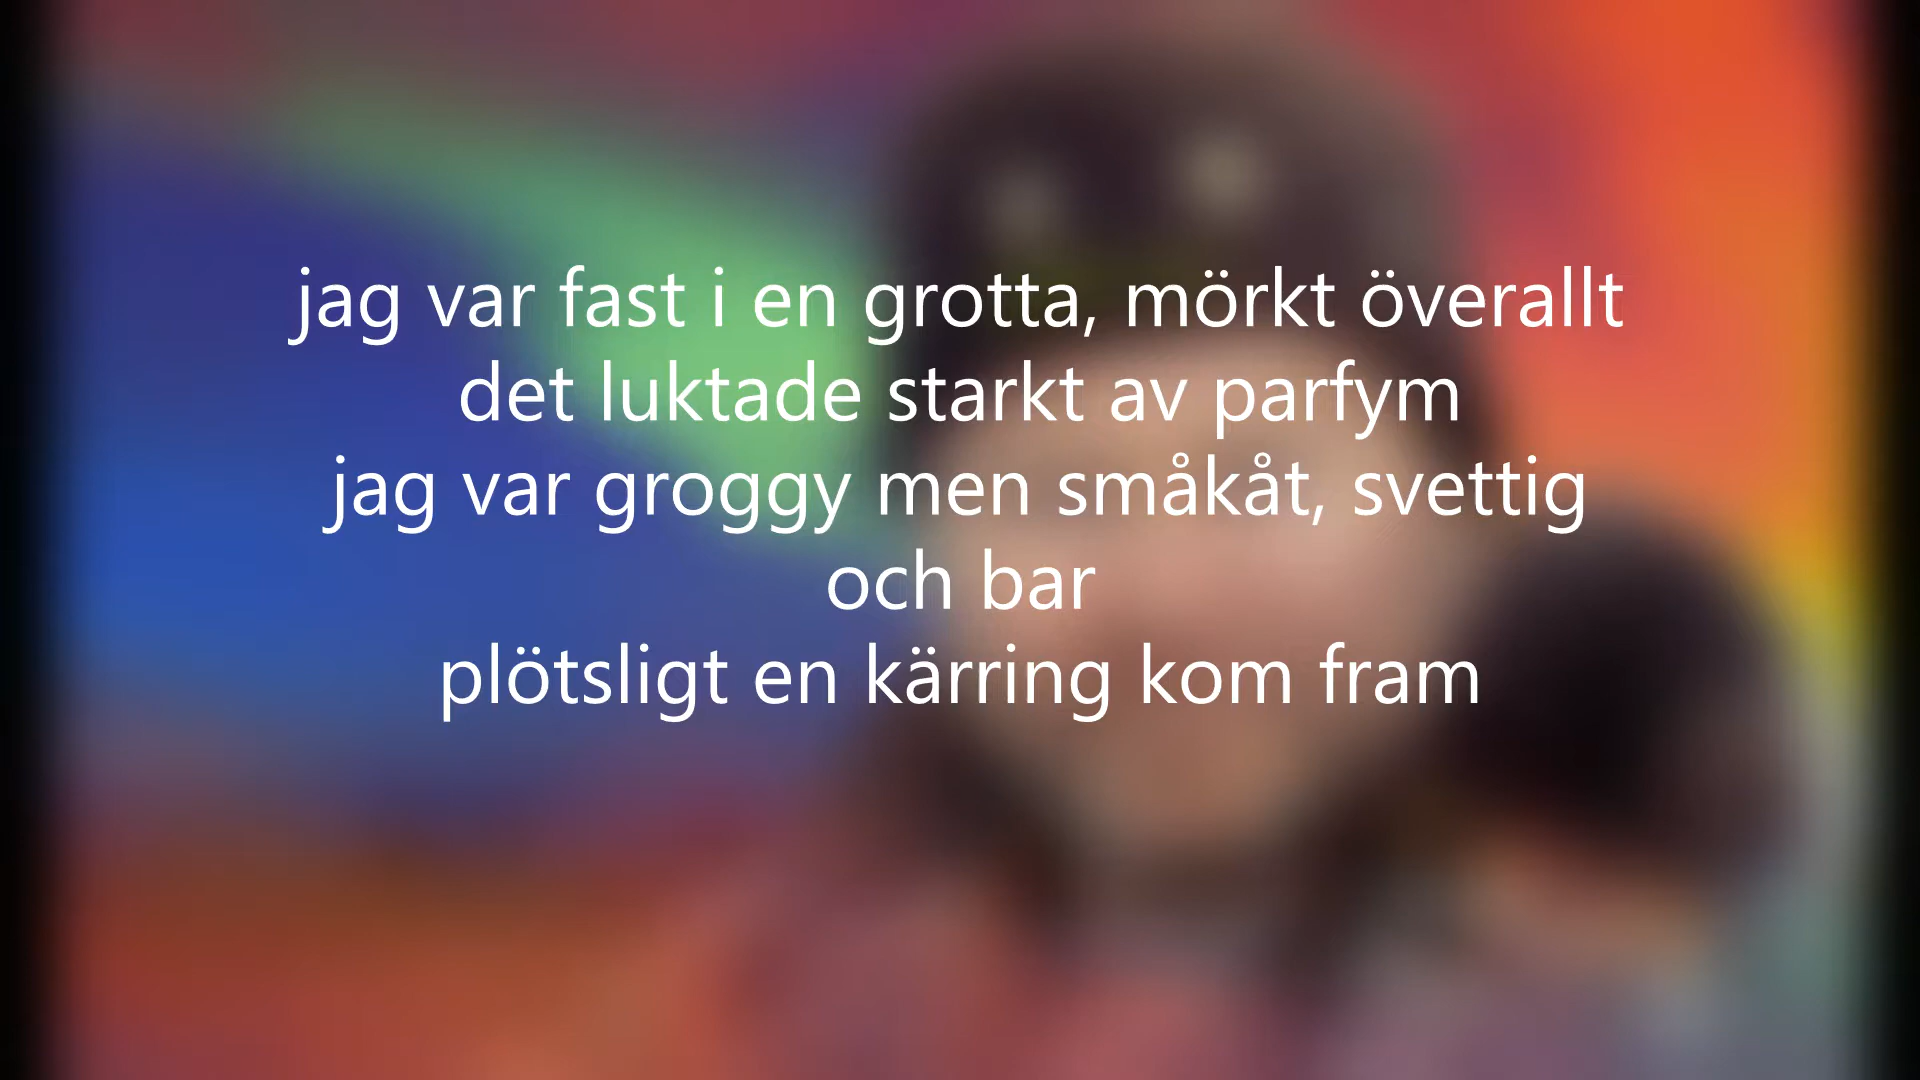 jag var fast i en grotta, mörkt överallt
det luktade starkt av parfym
jag var groggy men småkåt, svettig
och bar
plötsligt en kärring kom fram